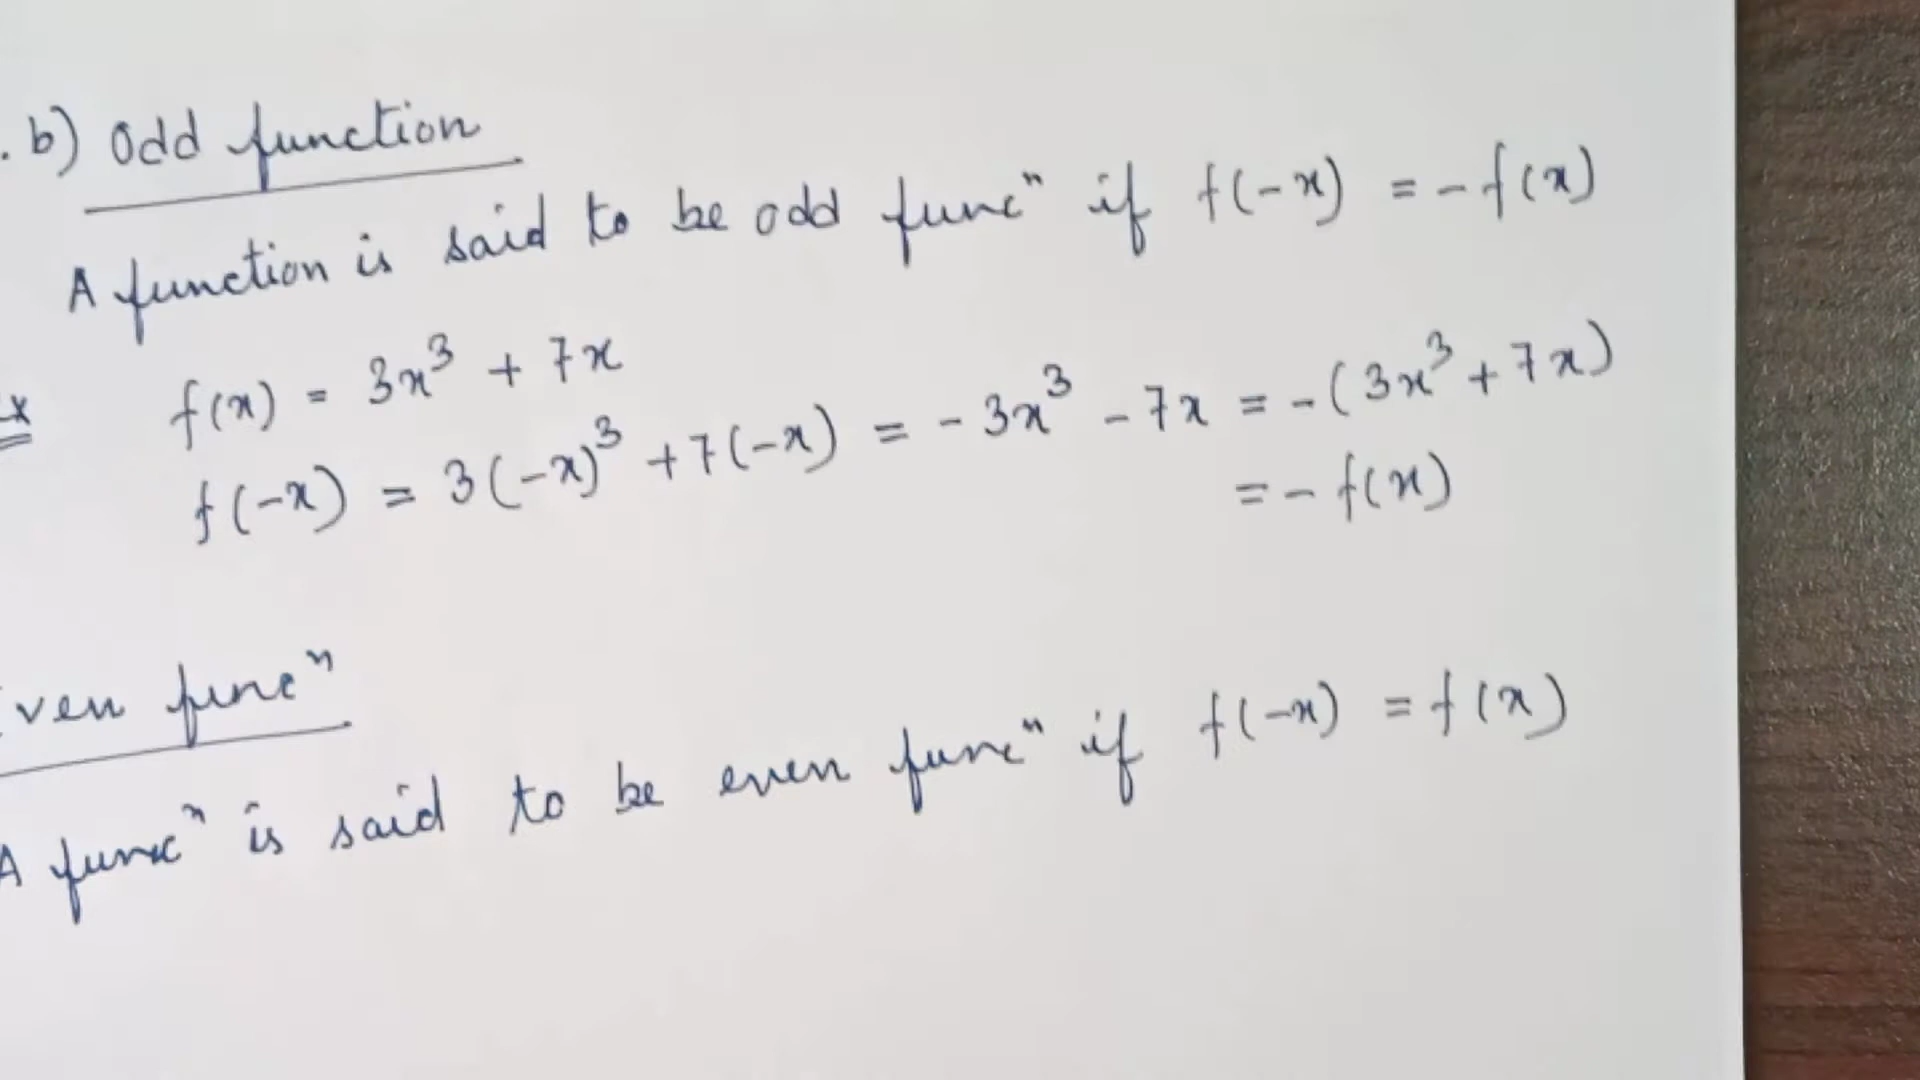 . b) Odd function
A function is said to be odd funcⁿ if f(-x) = -f(x)
f(x) = 3x³ + 7x
f(-x) = 3(-x)³ + 7(-x) = -3x³ - 7x = -(3x³ + 7x)
= - f(x)
ven funcⁿ
A funcⁿ is said to be even funcⁿ if f(-x) = f(x)